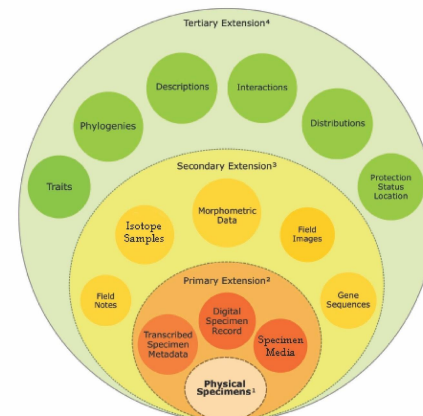 Tertiary Extension⁴
Descriptions
Interactions
Phylogenies
Distributions
Traits
Protection
Status
Location
Secondary Extension³
Isotope
Samples
Morphometric
Data
Field
Images
Field
Notes
Gene
Sequences
Primary Extension²
Transcribed
Specimen
Metadata
Digital
Specimen
Record
Specimen
Media
Physical
Specimens¹